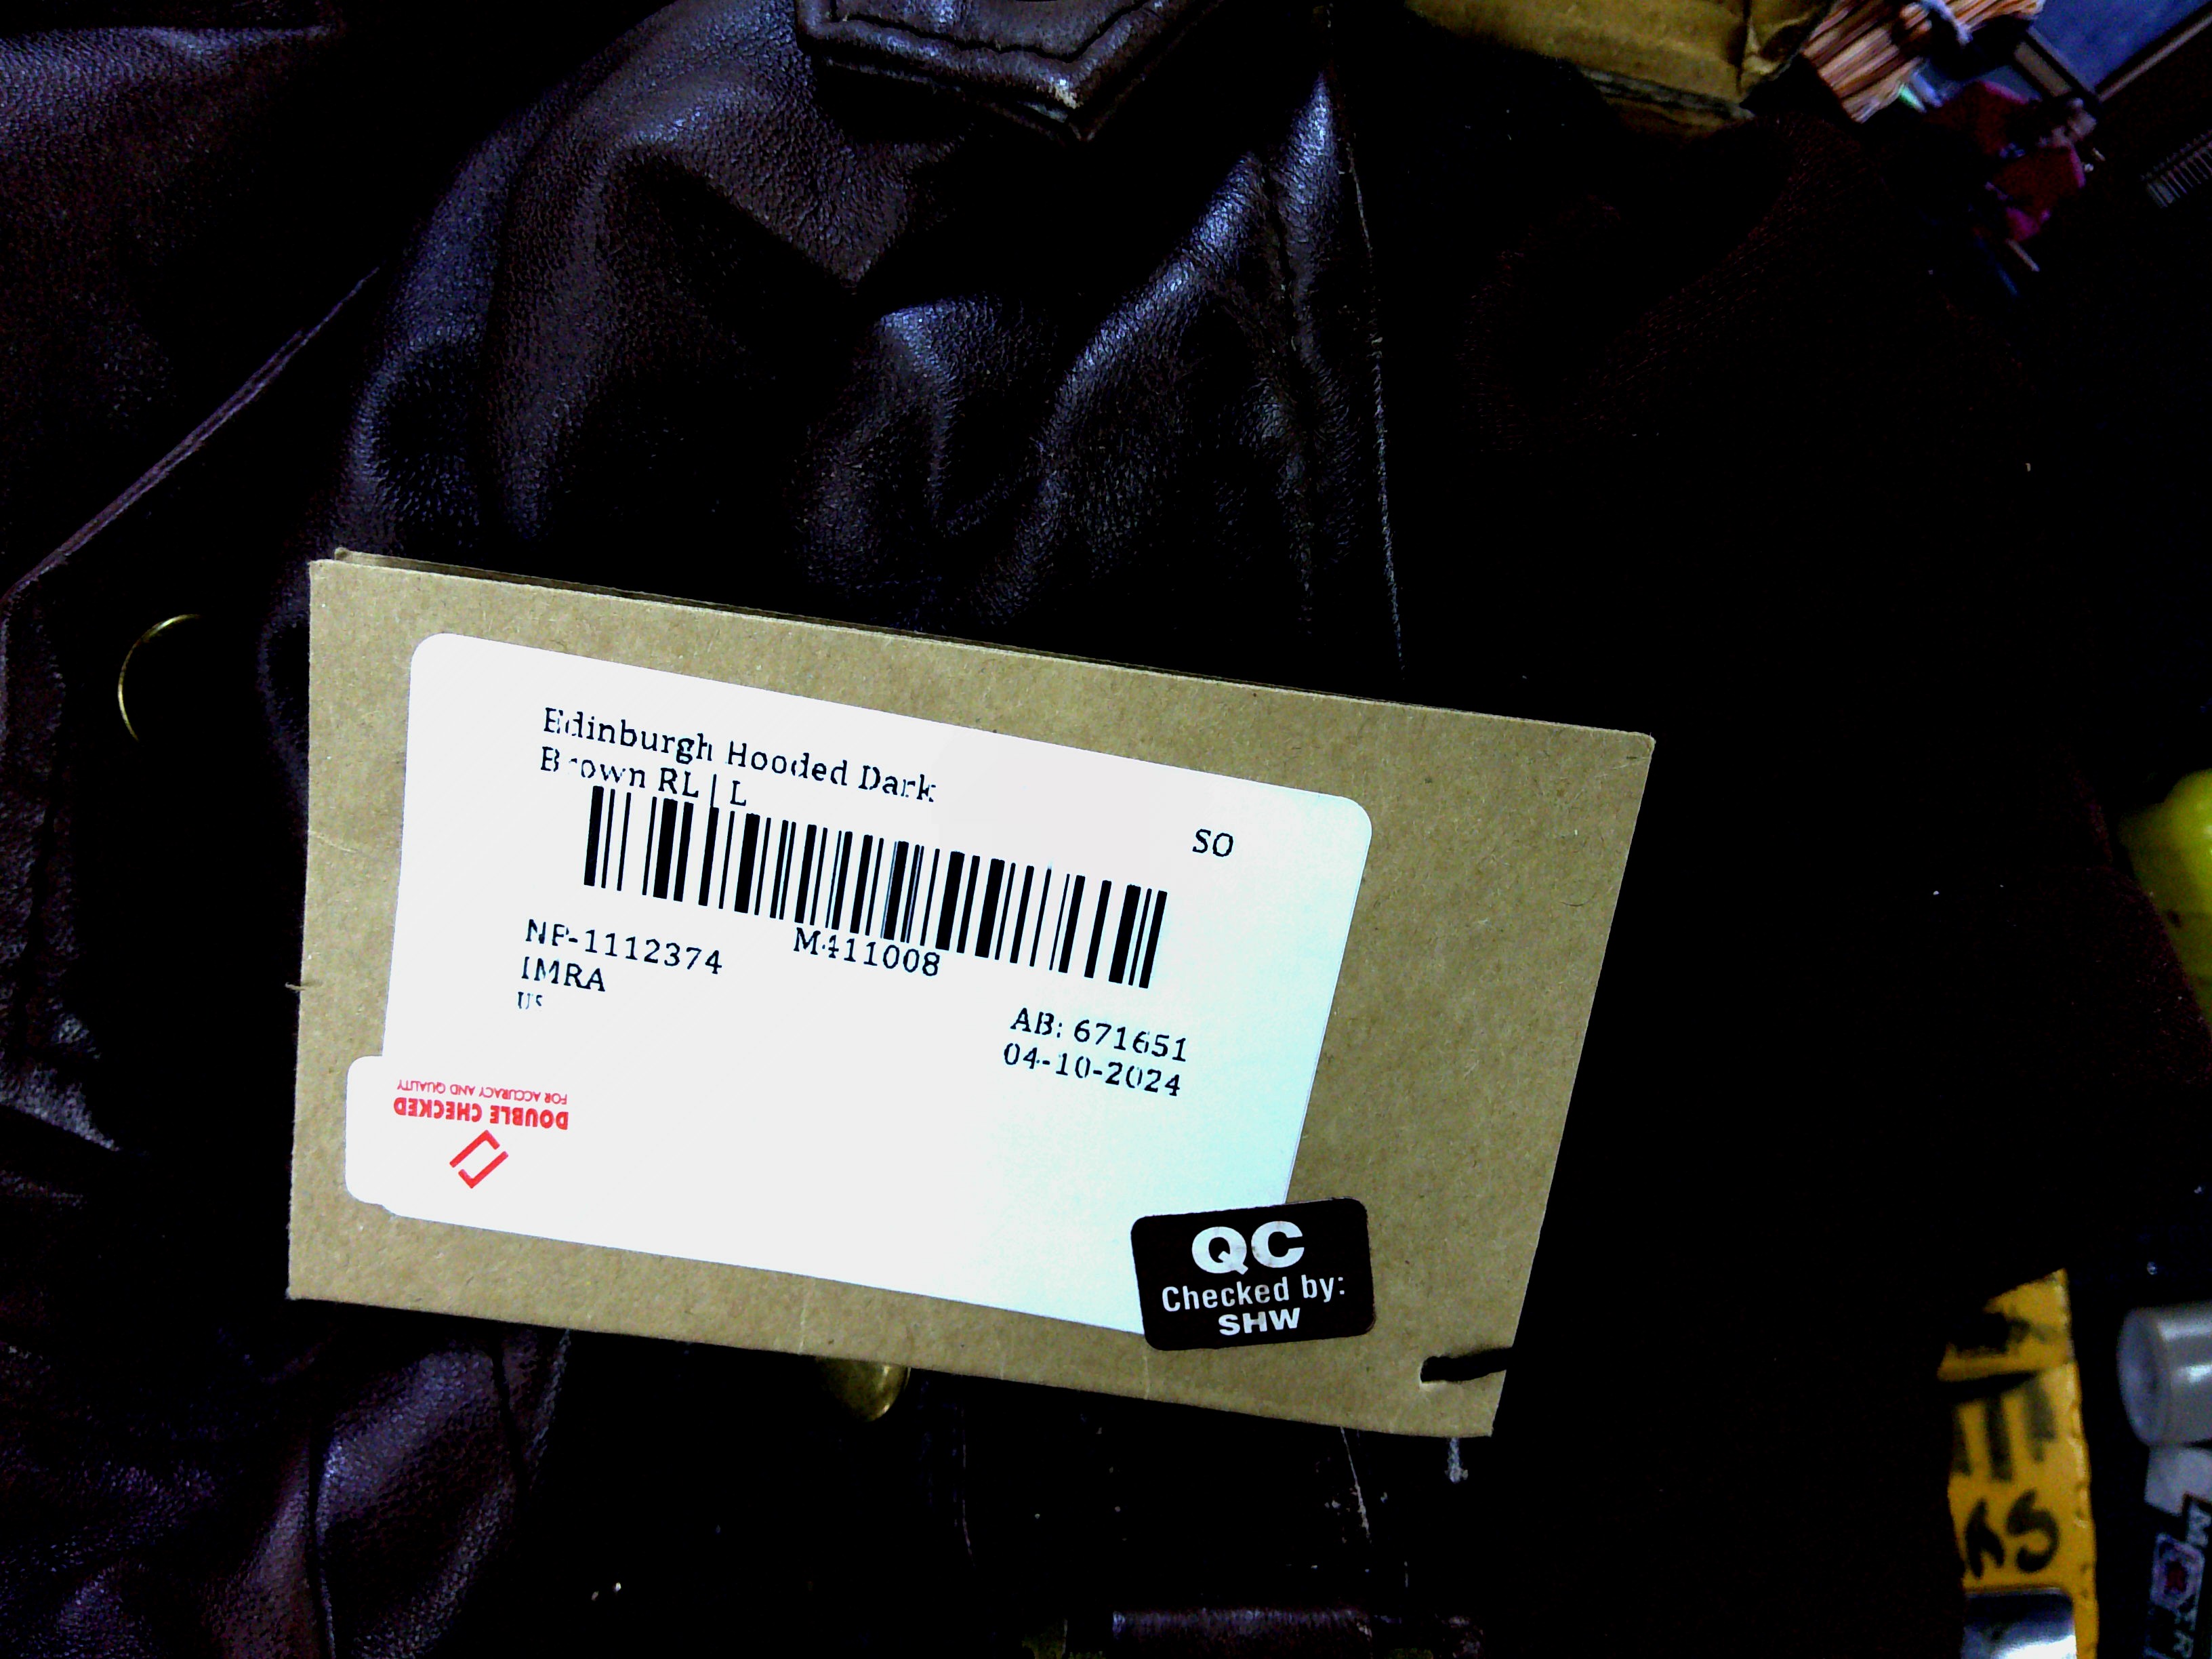 Edinburgh Hooded Dark
Brown RL | L
SO
M411008
NP-1112374
IMRA
US
AB: 671651
04-10-2024
DOUBLE CHECKED
FOR ACCURACY AND QUALITY
QC
Checked by:
SHW